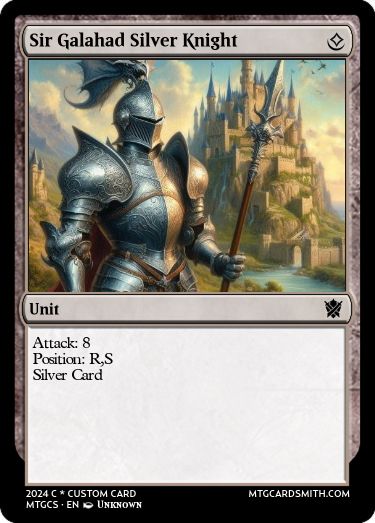 Sir Galahad Silver Knight
Unit
Attack: 8
Position: R,S
Silver Card
2024 C * CUSTOM CARD
MTGCS · EN Unknown
MTGCARDSMITH.COM